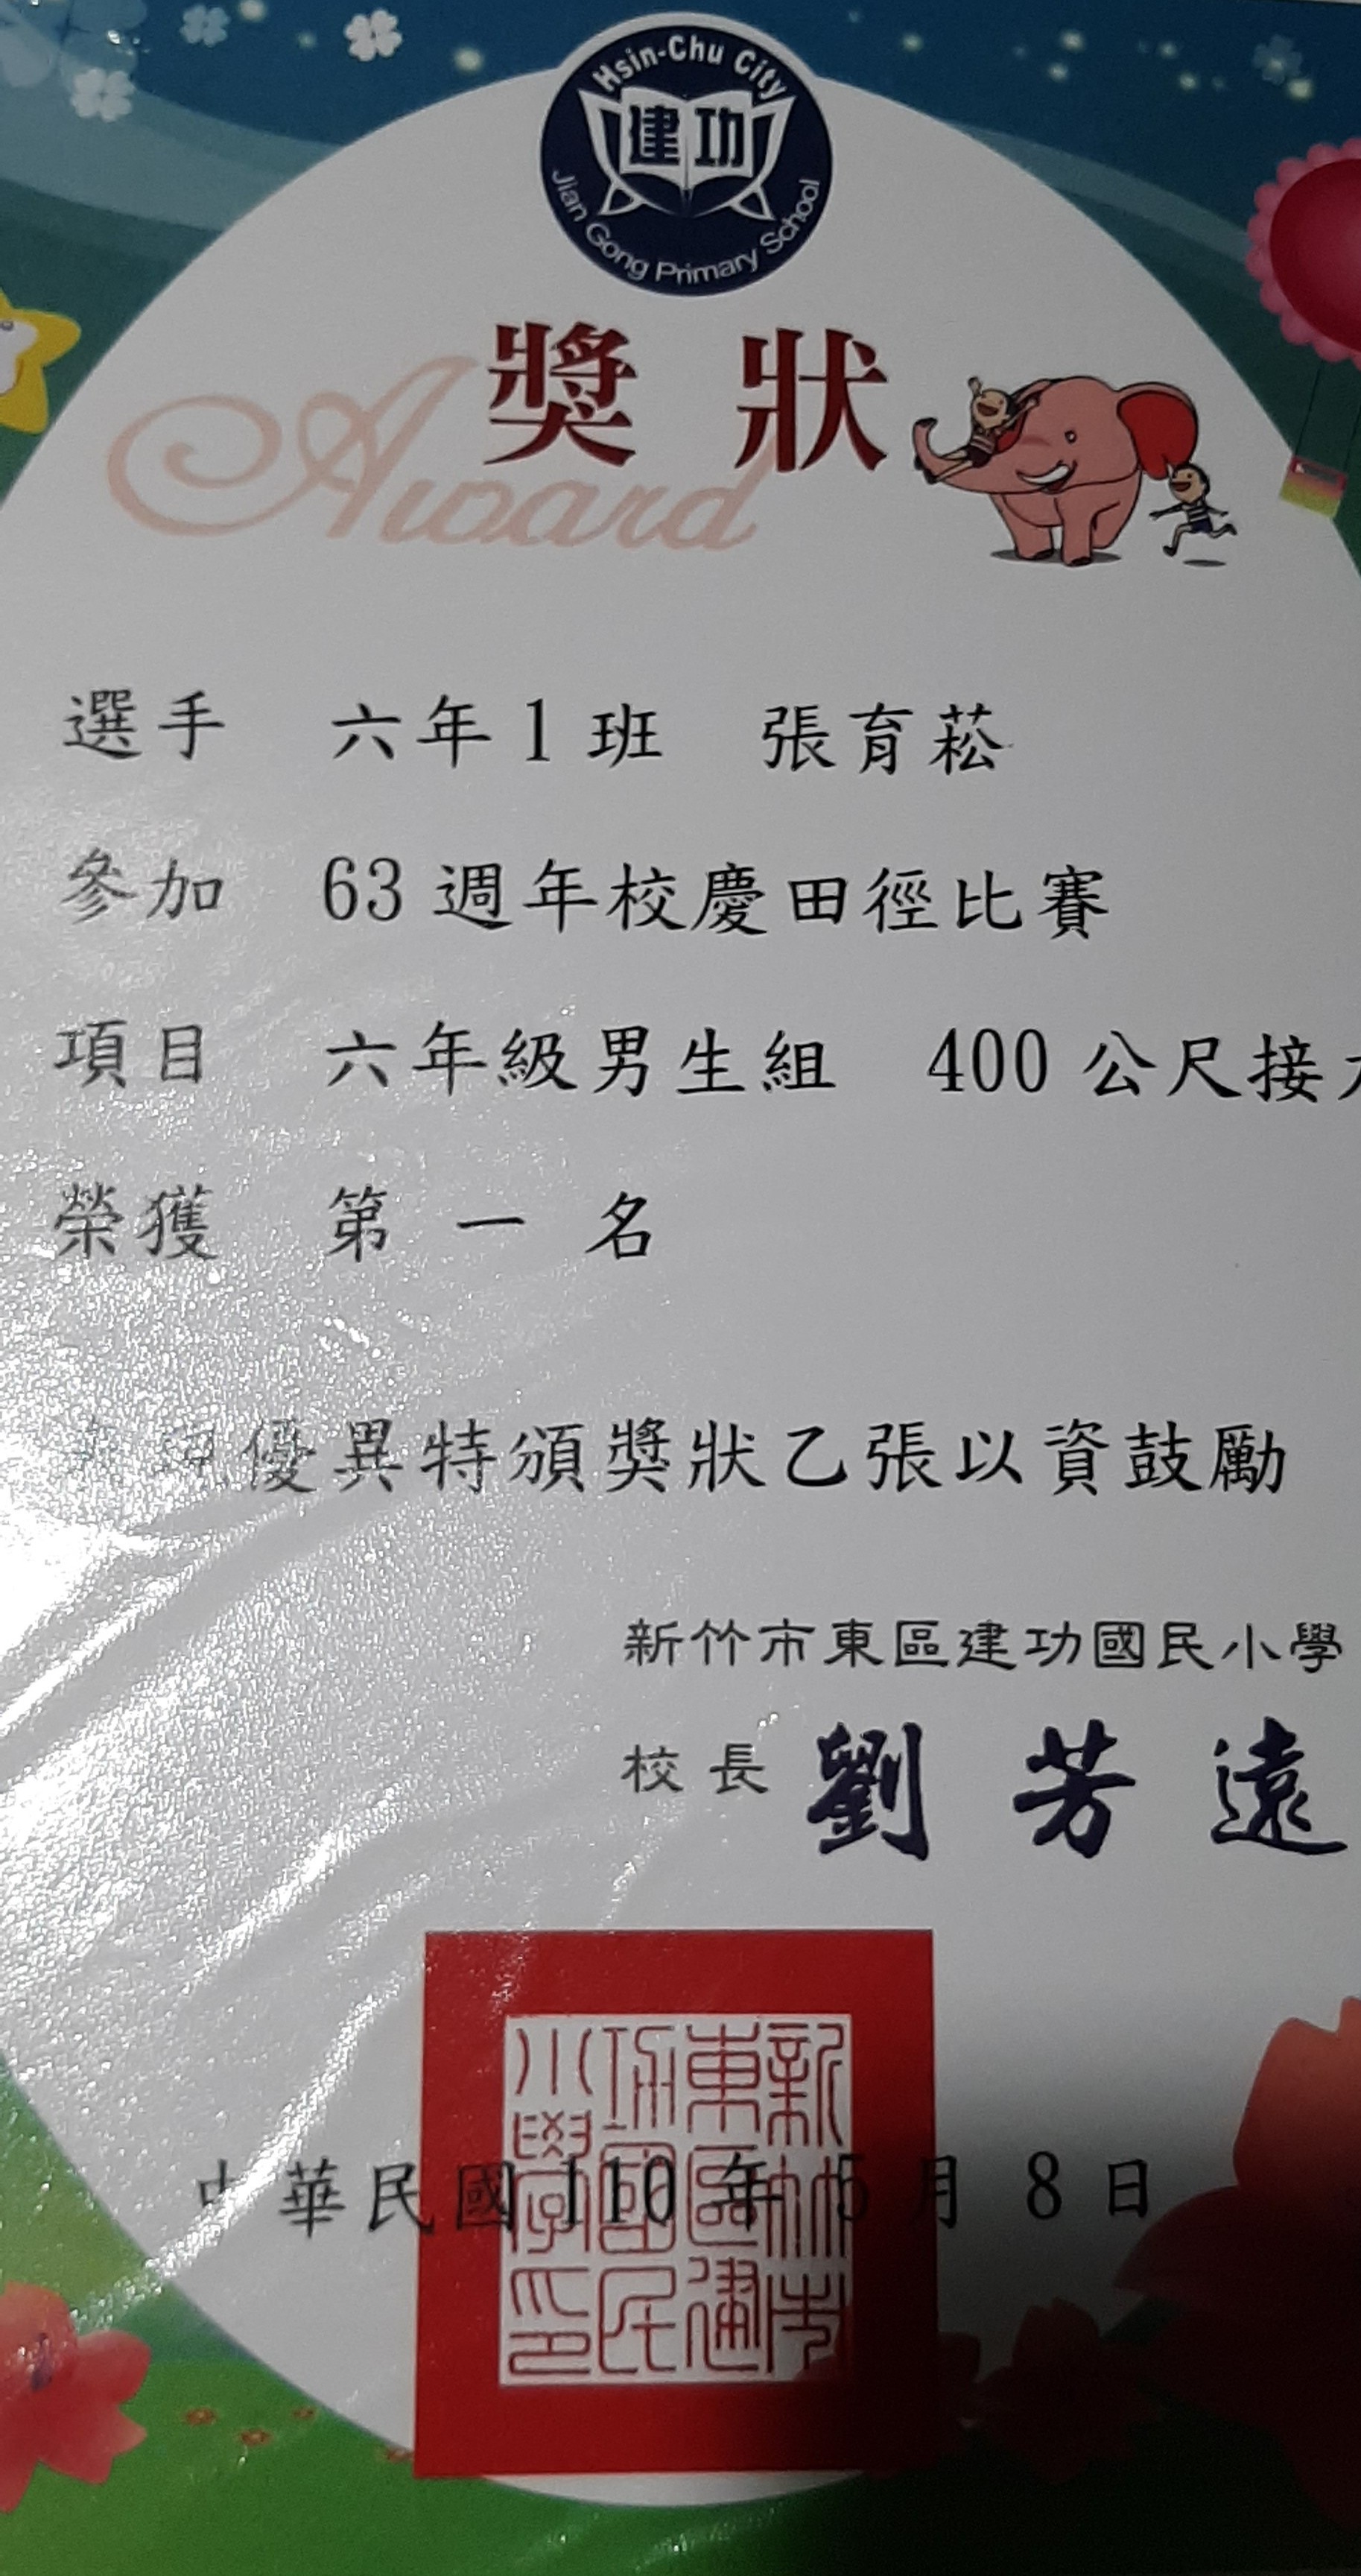 Hsin-Chu City
建功
Jian Gong Primary School
獎狀
Award
選手 六年1班 張育菘
參加 63週年校慶田徑比賽
項目 六年級男生組 400公尺接
榮獲 第一名
優異特頒獎狀乙張以資鼓勵
新竹市東區建功國民小學
校長 劉芳遠
新竹市
東區建
功國民
小學印
中華民國110年5月8日